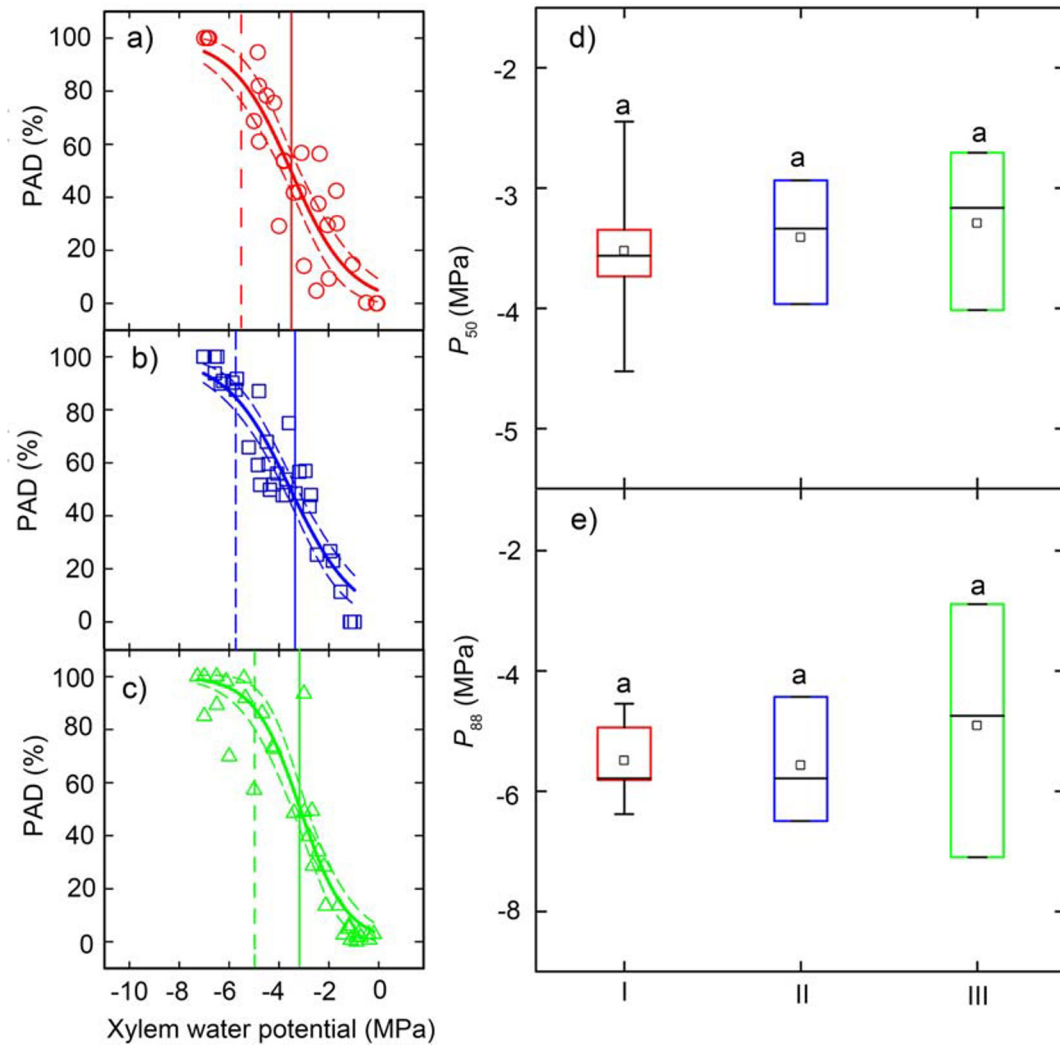 a)
100
80
60
40
20
0
PAD (%)
b)
100
80
60
40
20
0
PAD (%)
c)
100
80
60
40
20
0
PAD (%)
-10 -8 -6 -4 -2 0
Xylem water potential (MPa)
d)
-2
-3
-4
-5
P50 (MPa)
a
a
a
e)
-2
-4
-6
-8
P88 (MPa)
a
a
a
I II III